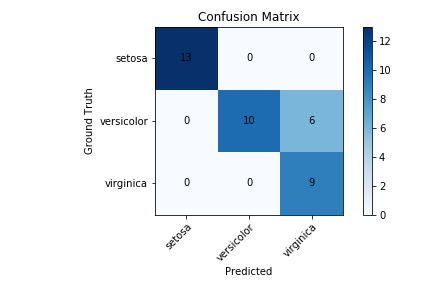 Confusion Matrix
setosa 13 0 0
versicolor 0 10 6
virginica 0 0 9
Ground Truth
setosa versicolor virginica
Predicted
12
10
8
6
4
2
0